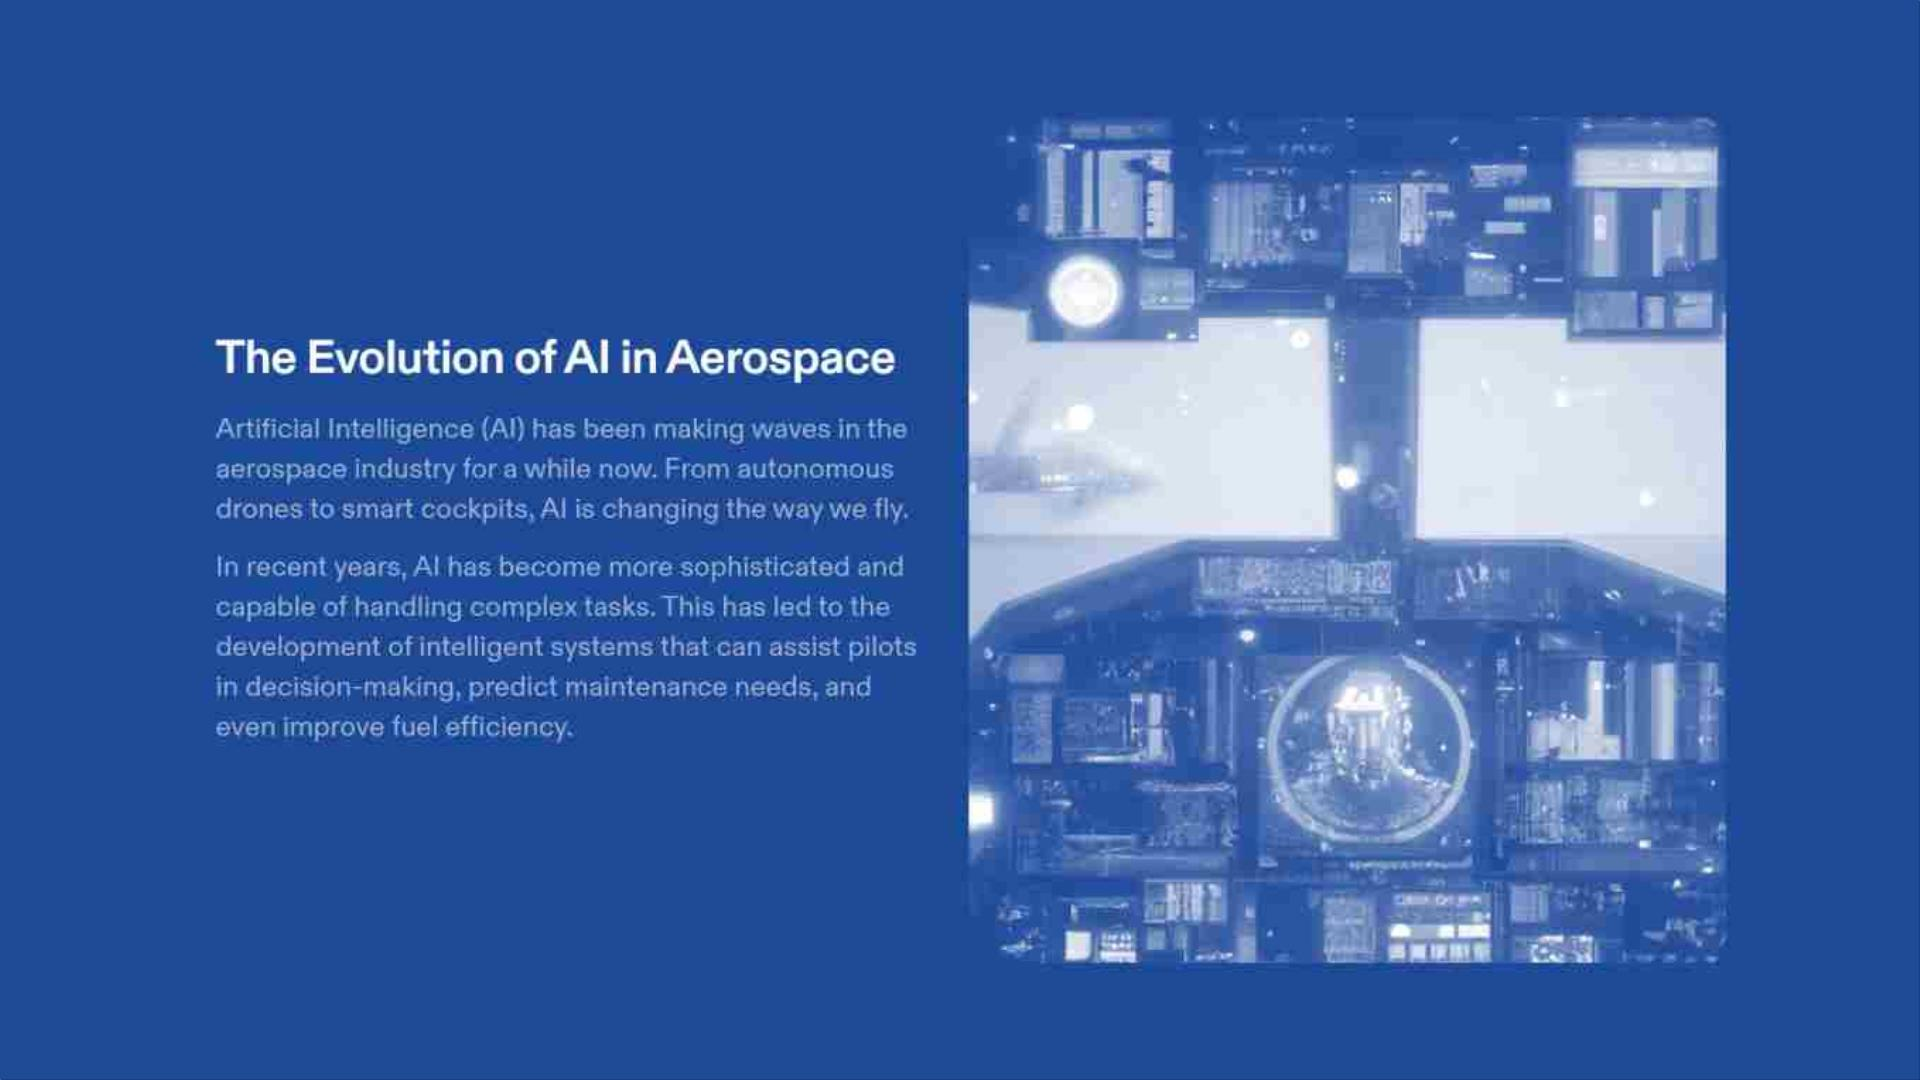 The Evolution of AI in Aerospace
Artificial Intelligence (AI) has been making waves in the
aerospace industry for a while now. From autonomous
drones to smart cockpits, AI is changing the way we fly.
In recent years, AI has become more sophisticated and
capable of handling complex tasks. This has led to the
development of intelligent systems that can assist pilots
in decision-making, predict maintenance needs, and
even improve fuel efficiency.